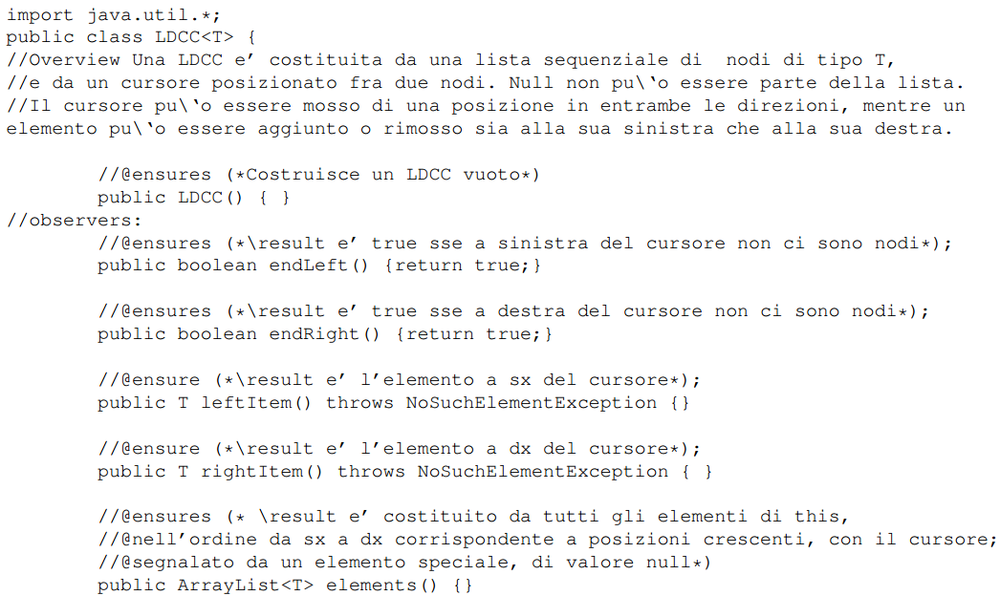 import java.util.*;
public class LDCC<T> {
//Overview Una LDCC e’ costituita da una lista sequenziale di  nodi di tipo T,
//e da un cursore posizionato fra due nodi. Null non pu\‘o essere parte della lista.
//Il cursore pu\‘o essere mosso di una posizione in entrambe le direzioni, mentre un
elemento pu\‘o essere aggiunto o rimosso sia alla sua sinistra che alla sua destra.
//@ensures (*Costruisce un LDCC vuoto*)
public LDCC() { }
//observers:
//@ensures (*\result e’ true sse a sinistra del cursore non ci sono nodi*);
public boolean endLeft() {return true;}
//@ensures (*\result e’ true sse a destra del cursore non ci sono nodi*);
public boolean endRight() {return true;}
//@ensure (*\result e’ l’elemento a sx del cursore*);
public T leftItem() throws NoSuchElementException {}
//@ensure (*\result e’ l’elemento a dx del cursore*);
public T rightItem() throws NoSuchElementException { }
//@ensures (* \result e’ costituito da tutti gli elementi di this,
//@nell’ordine da sx a dx corrispondente a posizioni crescenti, con il cursore;
//@segnalato da un elemento speciale, di valore null*)
public ArrayList<T> elements() {}